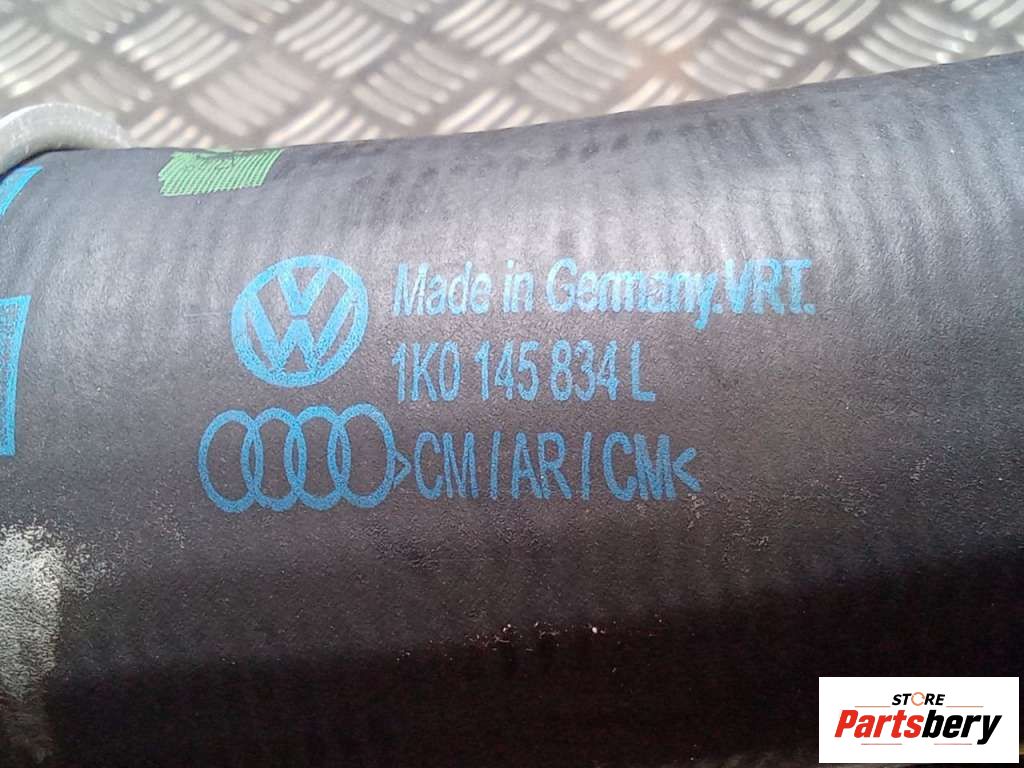 Made in Germany.VRT.
1K0 145 834 L
>CM/AR/CM<
STORE
Partsbery